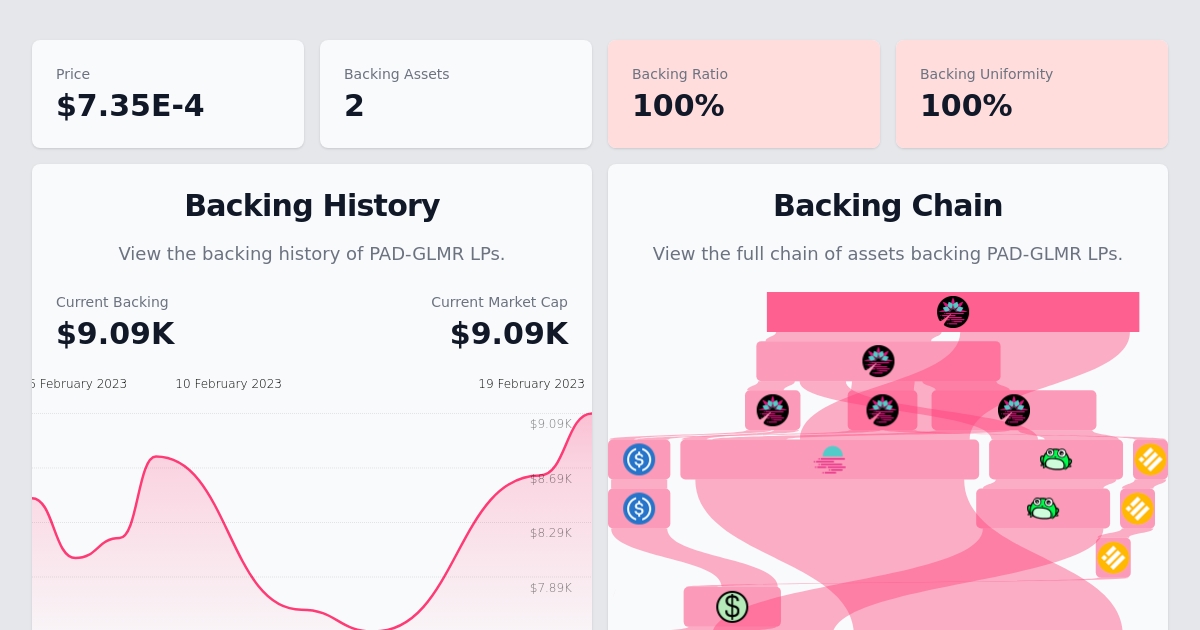 Price
$7.35E-4
Backing Assets
2
Backing Ratio
100%
Backing Uniformity
100%
Backing History
View the backing history of PAD-GLMR LPs.
Current Backing
$9.09K
Current Market Cap
$9.09K
February 2023
10 February 2023
19 February 2023
$9.09K
$8.69K
$8.29K
$7.89K
Backing Chain
View the full chain of assets backing PAD-GLMR LPs.
$
$
$